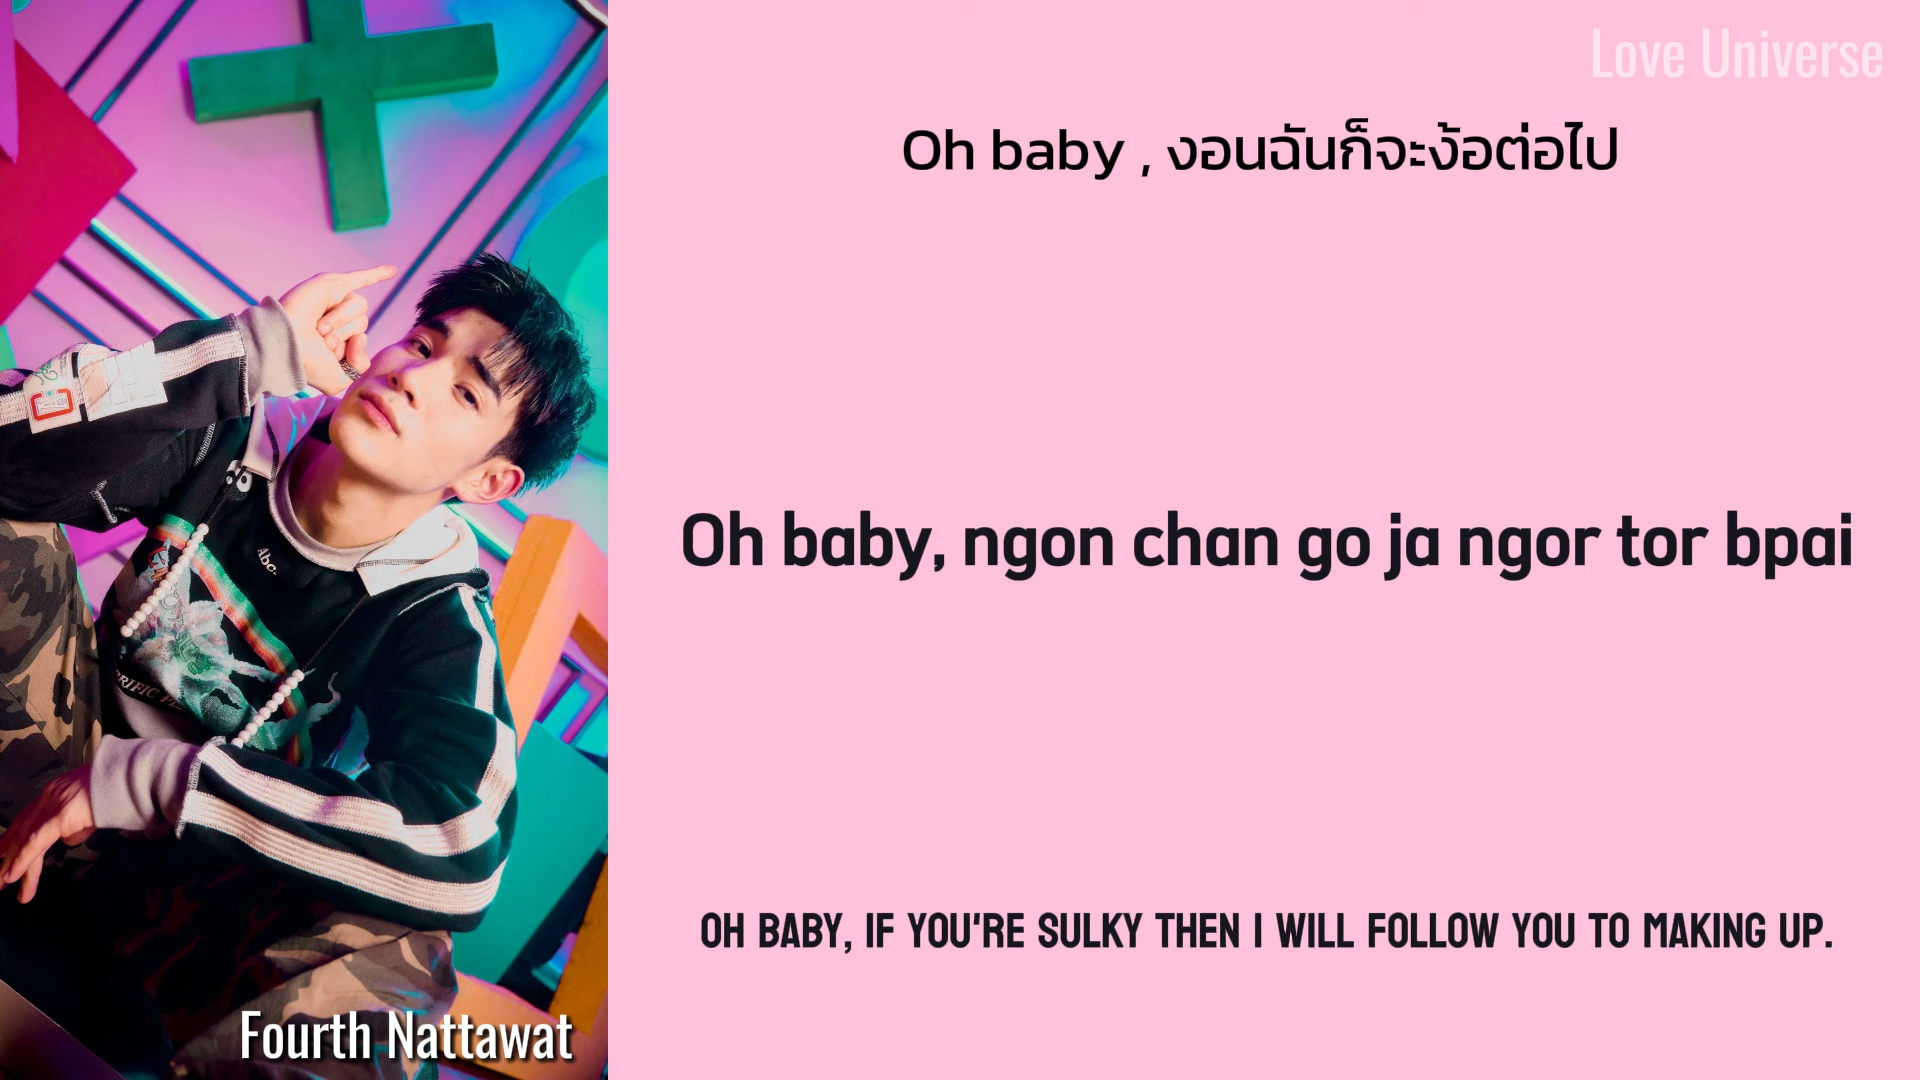 Love Universe
Oh baby , งอนฉันก็จะง้อต่อไป
Oh baby, ngon chan go ja ngor tor bpai
OH BABY, IF YOU'RE SULKY THEN I WILL FOLLOW YOU TO MAKING UP.
Abc.
Fourth Nattawat